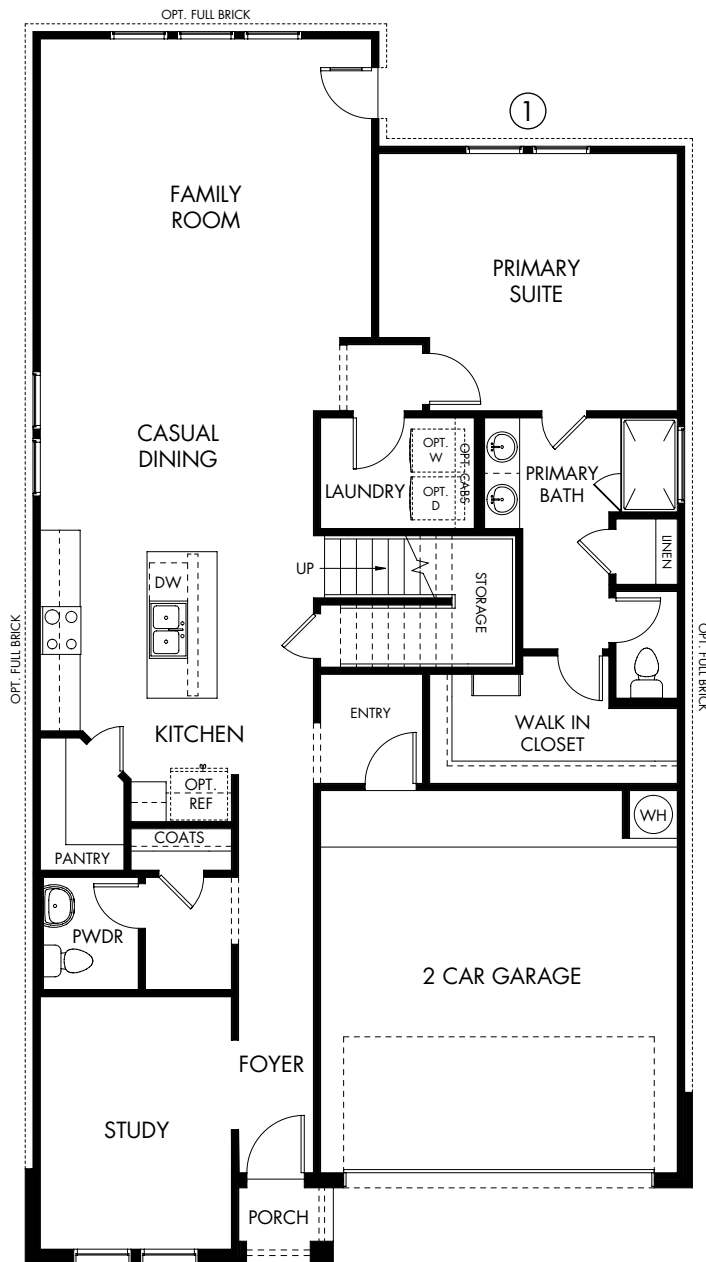 OPT. FULL BRICK
1
FAMILY
ROOM
PRIMARY
SUITE
CASUAL
DINING
OPT.
W
OPT. CABS
LAUNDRY
OPT.
D
PRIMARY
BATH
LINEN
UP
DW
STORAGE
OPT. FULL BRICK
OPT. FULL BRICK
ENTRY
WALK IN
CLOSET
KITCHEN
OPT.
REF
WH
COATS
PANTRY
PWDR
2 CAR GARAGE
FOYER
STUDY
PORCH